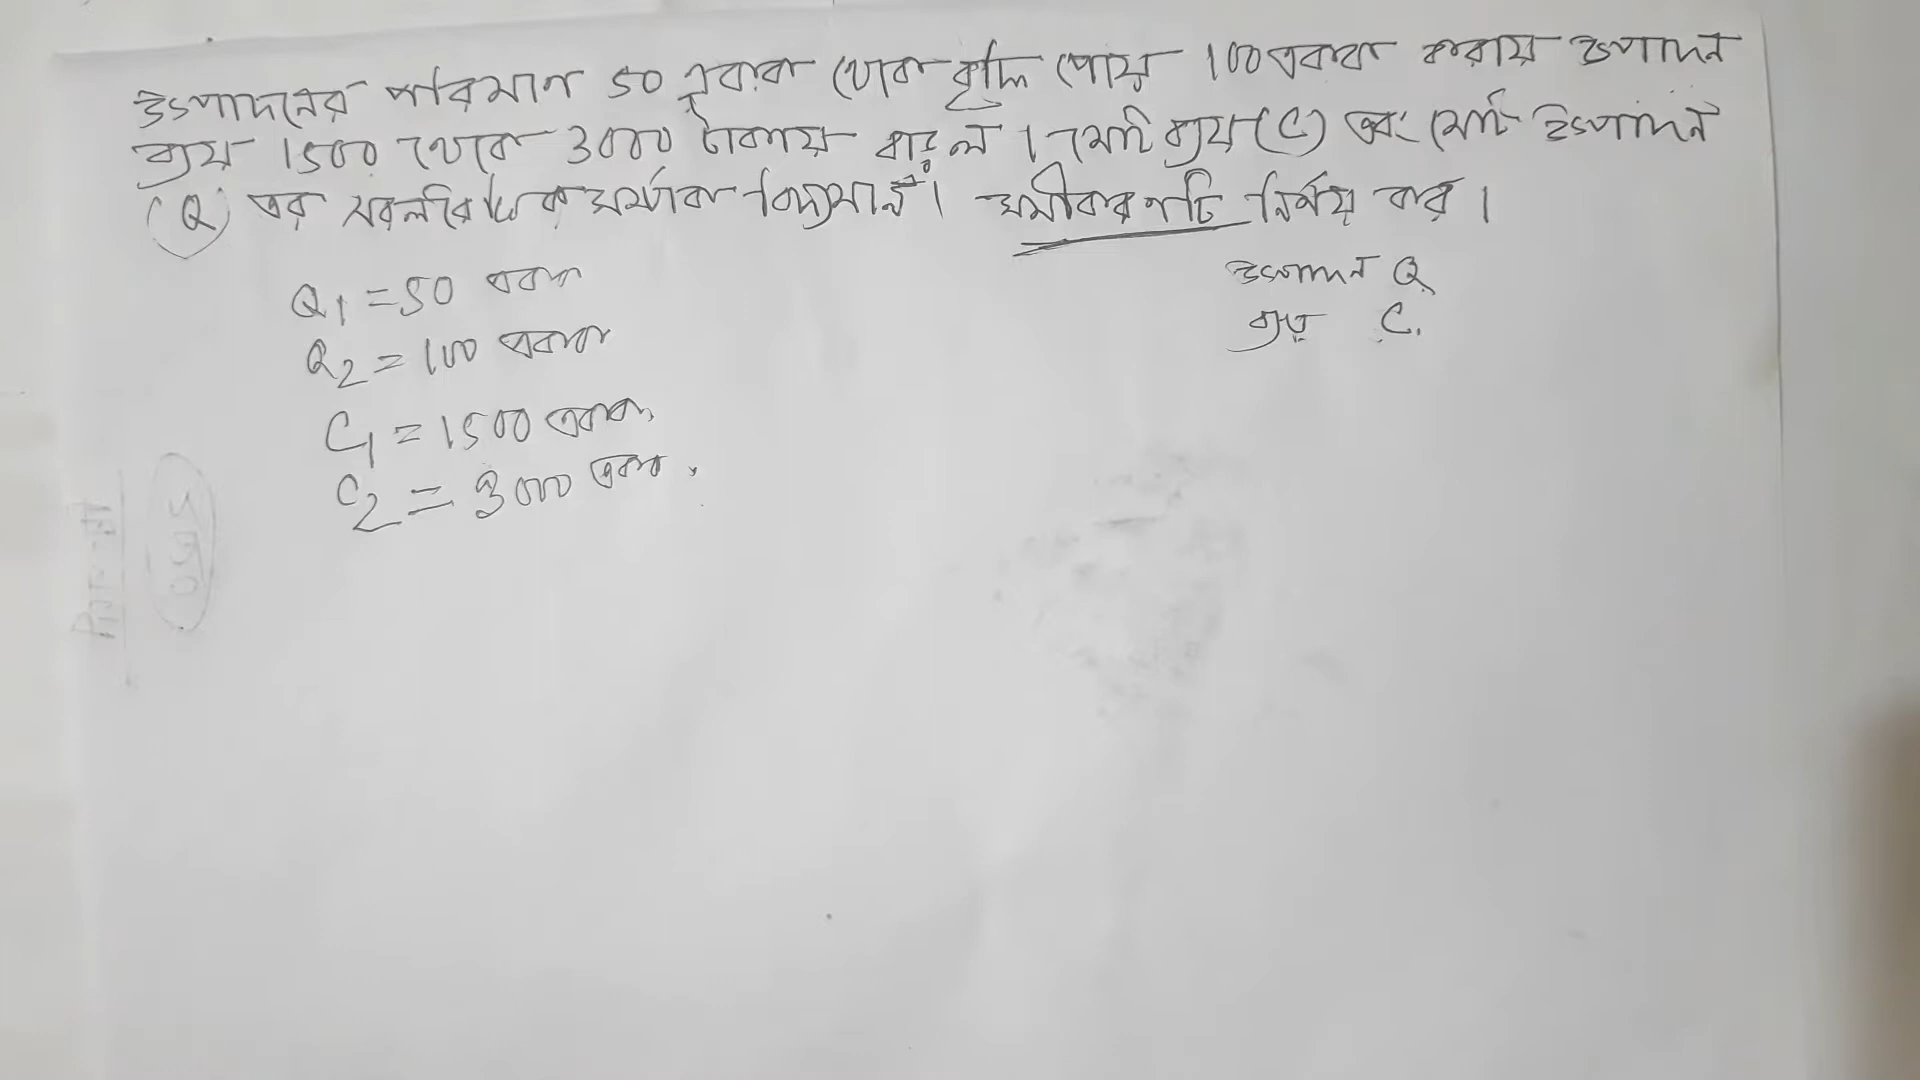 উৎপাদনের পরিমান 50 একক থেকে বৃদ্ধি পেয়ে 100 একক করায় উৎপাদন
ব্যয় 1500 থেকে 3000 টাকায় বাড়ল । মোট ব্যয় (C) এবং মোট উৎপাদন
(Q) এর সরলরৈখিক সম্পর্ক বিদ্যমান । সমীকরণটি নির্ণয় কর ।
উৎপাদন Q
ব্যয় C.
Q1 = 50 একক
Q2 = 100 একক
C1 = 1500 একক.
C2 = 3000 একক.